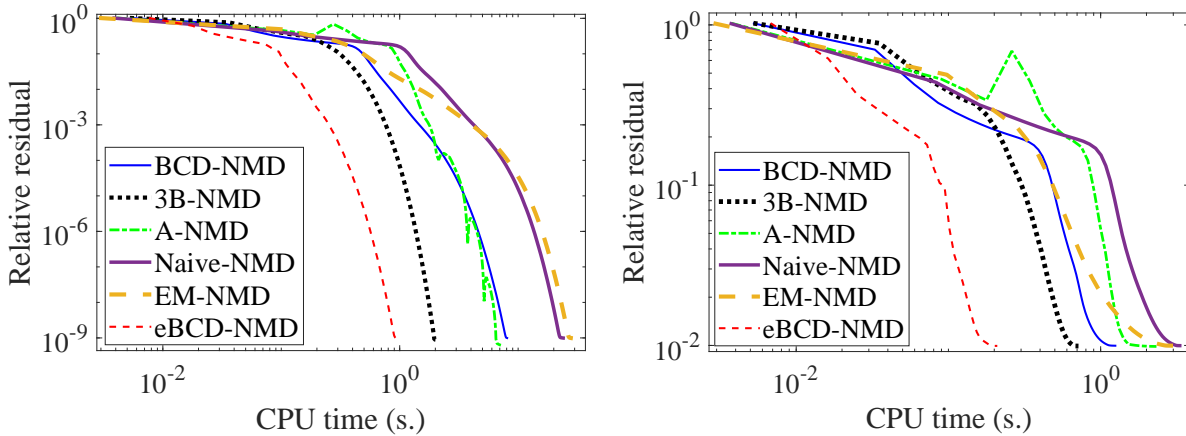 Relative residual
10^0
10^-3
10^-6
10^-9
BCD-NMD
3B-NMD
A-NMD
Naive-NMD
EM-NMD
eBCD-NMD
10^-2
10^0
CPU time (s.)
Relative residual
10^0
10^-1
10^-2
BCD-NMD
3B-NMD
A-NMD
Naive-NMD
EM-NMD
eBCD-NMD
10^-2
10^0
CPU time (s.)